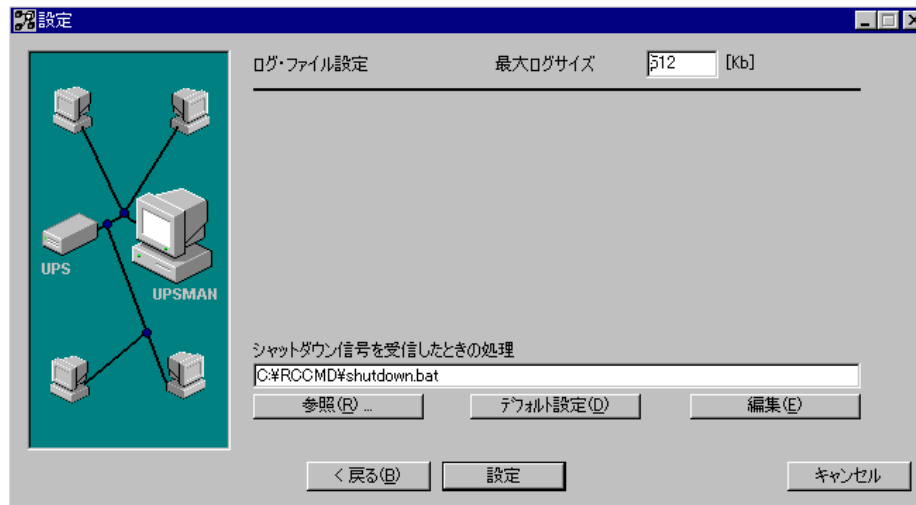 設定
ログ・ファイル設定 最大ログサイズ 512 [Kb]
UPS
UPSMAN
シャットダウン信号を受信したときの処理
C:¥RCCMD¥shutdown.bat
参照(R) ... デフォルト設定(D) 編集(E)
< 戻る(B) 設定 キャンセル